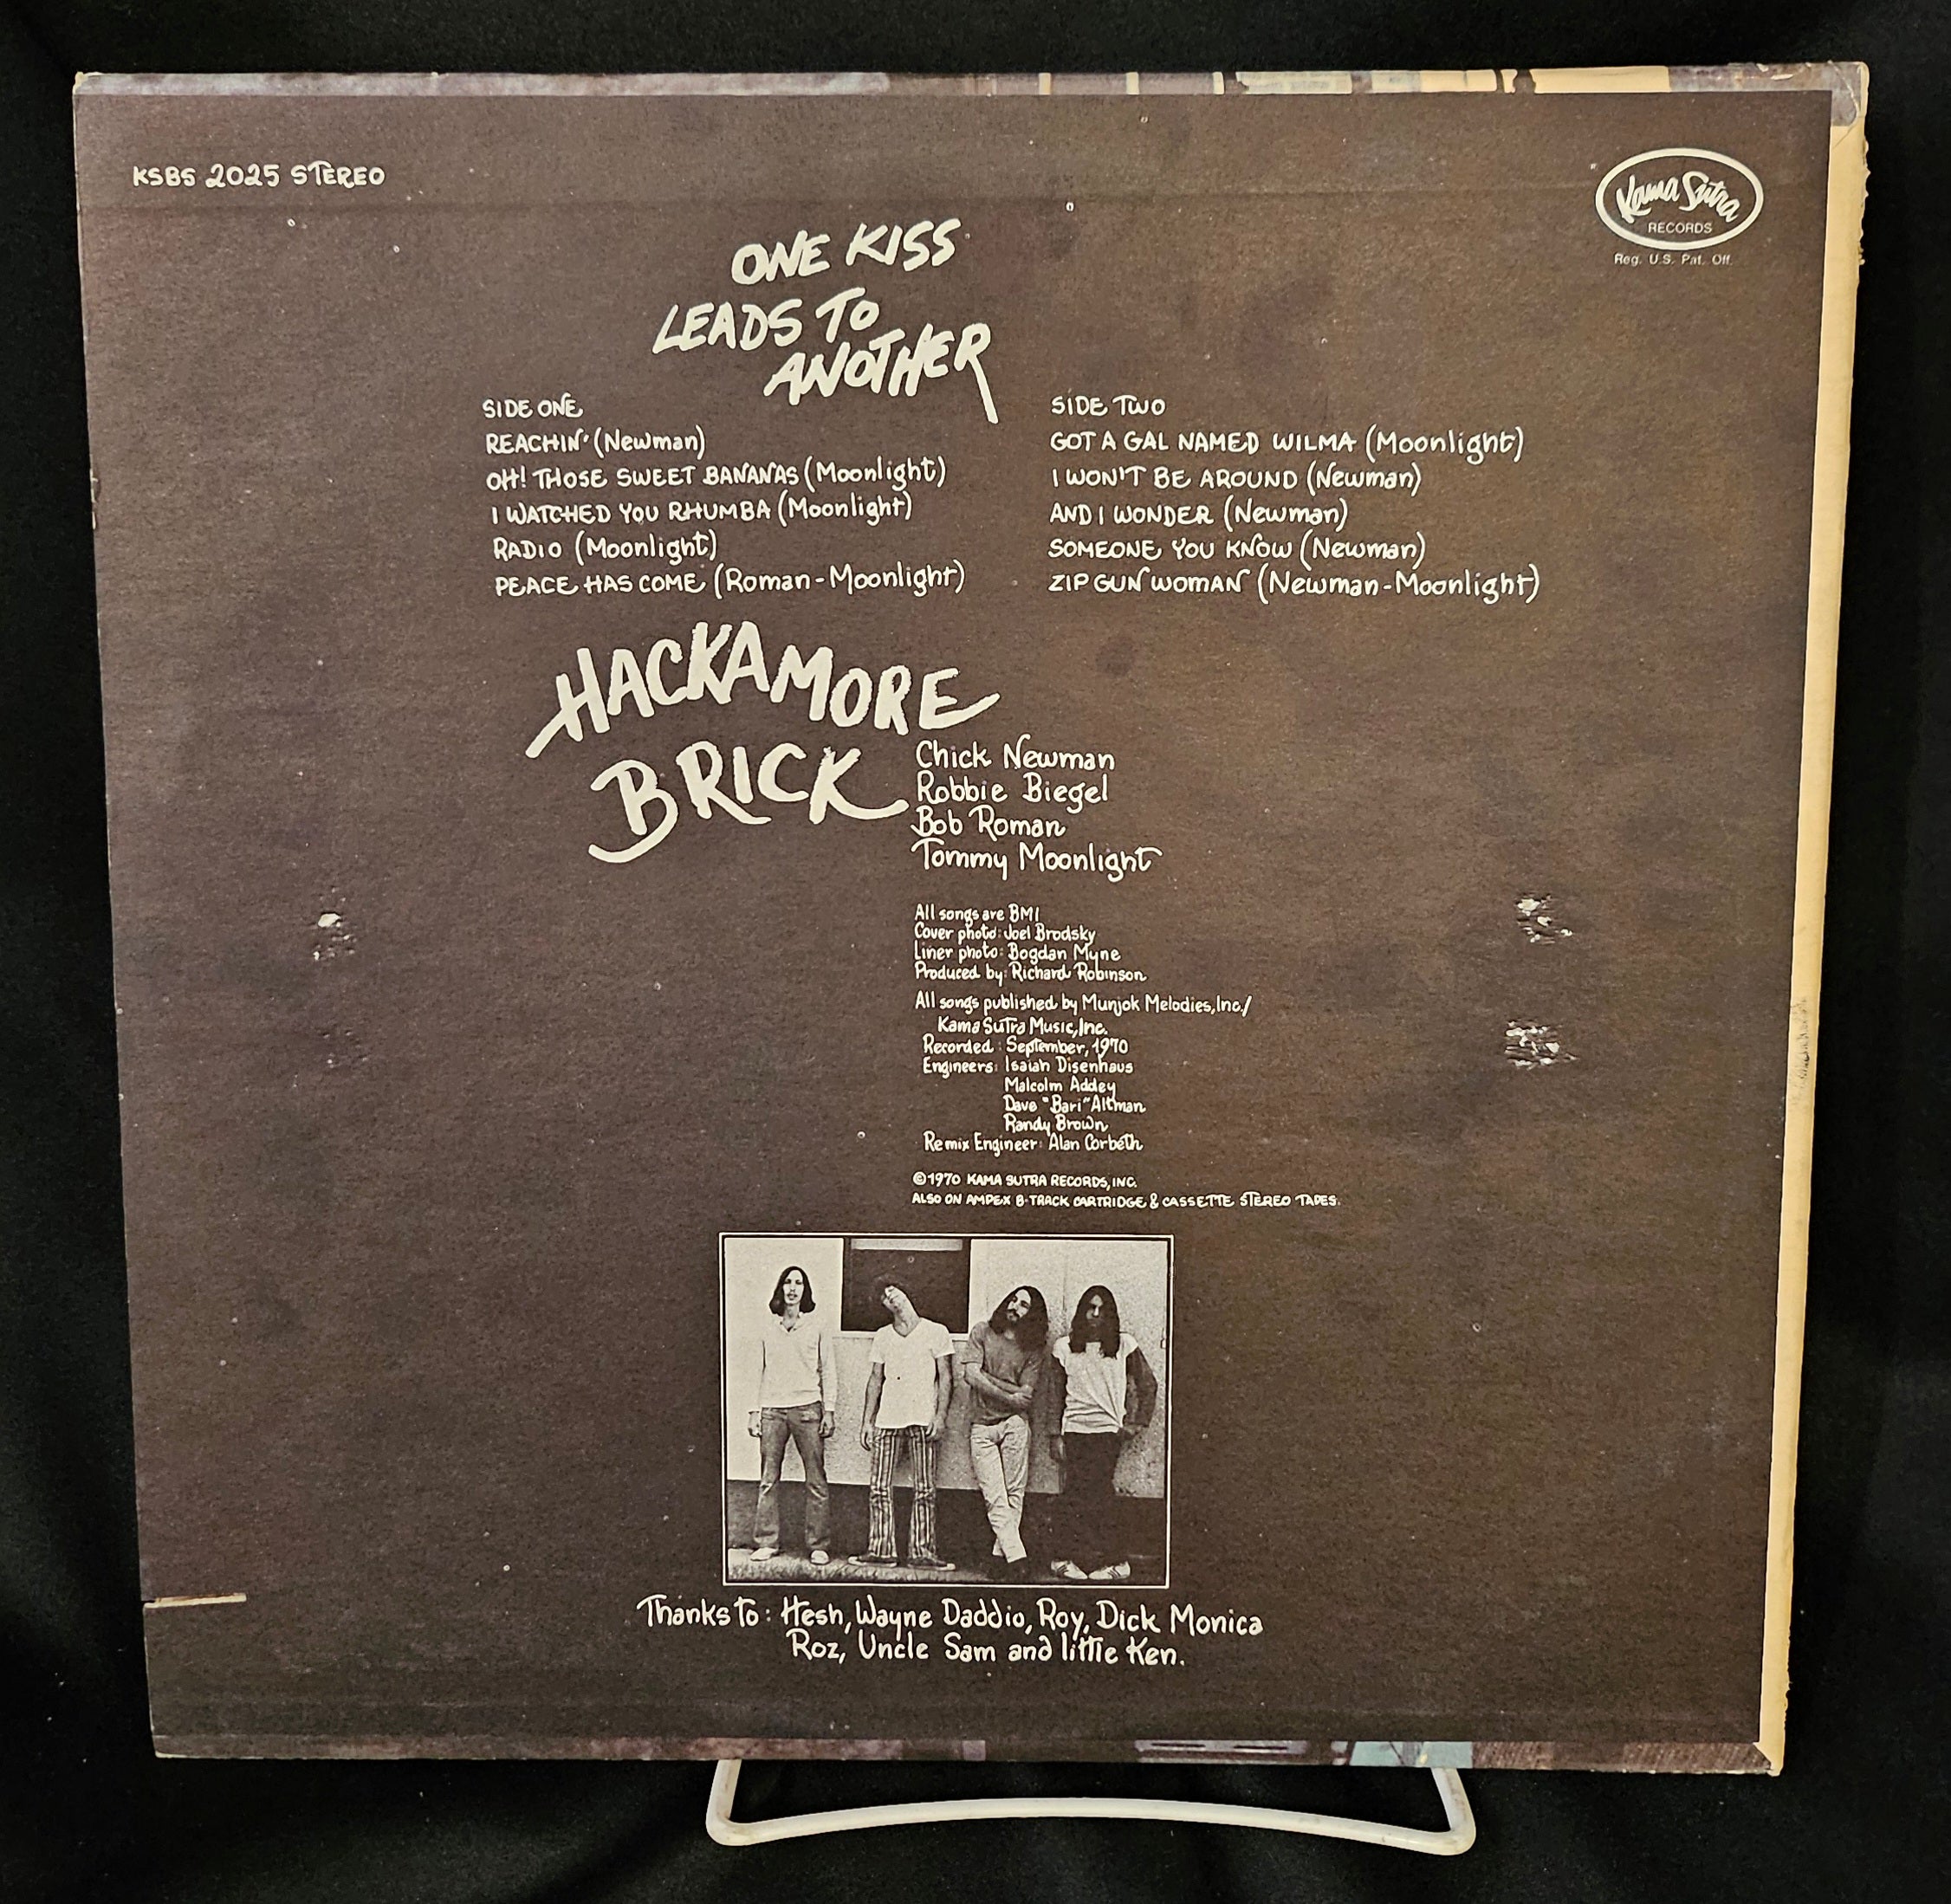 KSBS 2025 STEREO
Kama Sutra
RECORDS
Reg. U.S. Pat. Off.
ONE KISS
LEADS TO
ANOTHER
SIDE ONE
REACHIN' (Newman)
OH! THOSE SWEET BANANAS (Moonlight)
I WATCHED YOU RHUMBA (Moonlight)
RADIO (Moonlight)
PEACE HAS COME (Roman-Moonlight)
SIDE TWO
GOT A GAL NAMED WILMA (Moonlight)
I WON'T BE AROUND (Newman)
AND I WONDER (Newman)
SOMEONE YOU KNOW (Newman)
ZIP GUN WOMAN (Newman-Moonlight)
HACKAMORE
BRICK
Chick Newman
Robbie Biegel
Bob Roman
Tommy Moonlight
All songs are BMI
Cover photo: Joel Brodsky
Liner photo: Bogdan Myne
Produced by: Richard Robinson
All songs published by Munjok Melodies, Inc./
Kama Sutra Music, Inc.
Recorded: September, 1970
Engineers: Isaiah Disenhaus
Malcolm Addey
Dave "Bari" Altman
Randy Brown
Remix Engineer: Alan Corbeth
©1970 KAMA SUTRA RECORDS, INC.
ALSO ON AMPEX 8-TRACK CARTRIDGE & CASSETTE STEREO TAPES.
Thanks to: Hesh, Wayne Daddio, Roy, Dick Monica
Roz, Uncle Sam and little Ken.